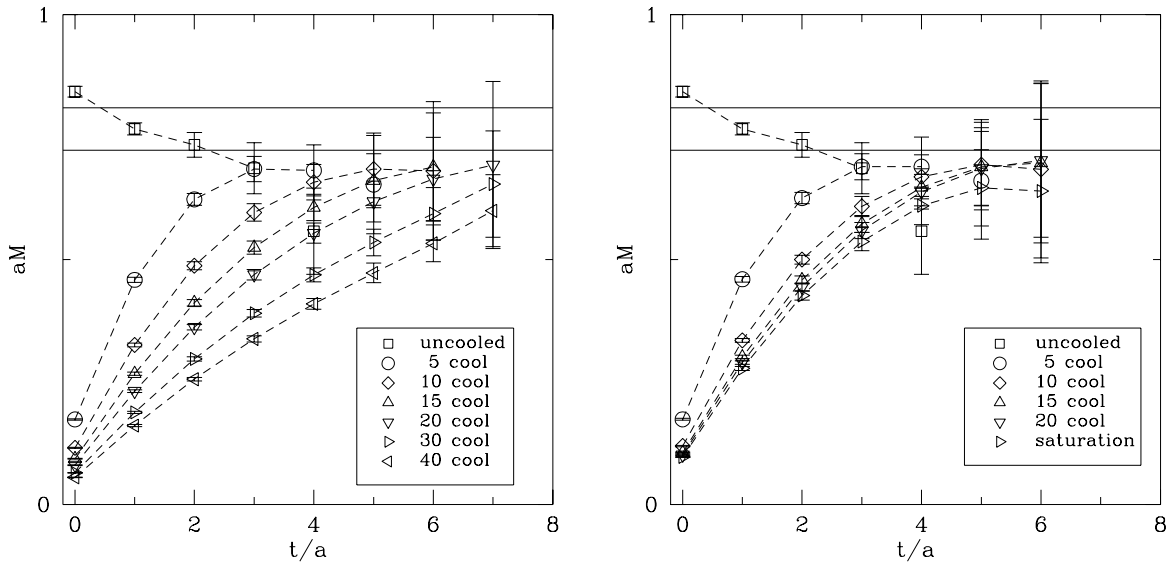 1
aM
0
0 2 4 6 8
t/a
uncooled
5 cool
10 cool
15 cool
20 cool
30 cool
40 cool
1
aM
0
0 2 4 6 8
t/a
uncooled
5 cool
10 cool
15 cool
20 cool
saturation